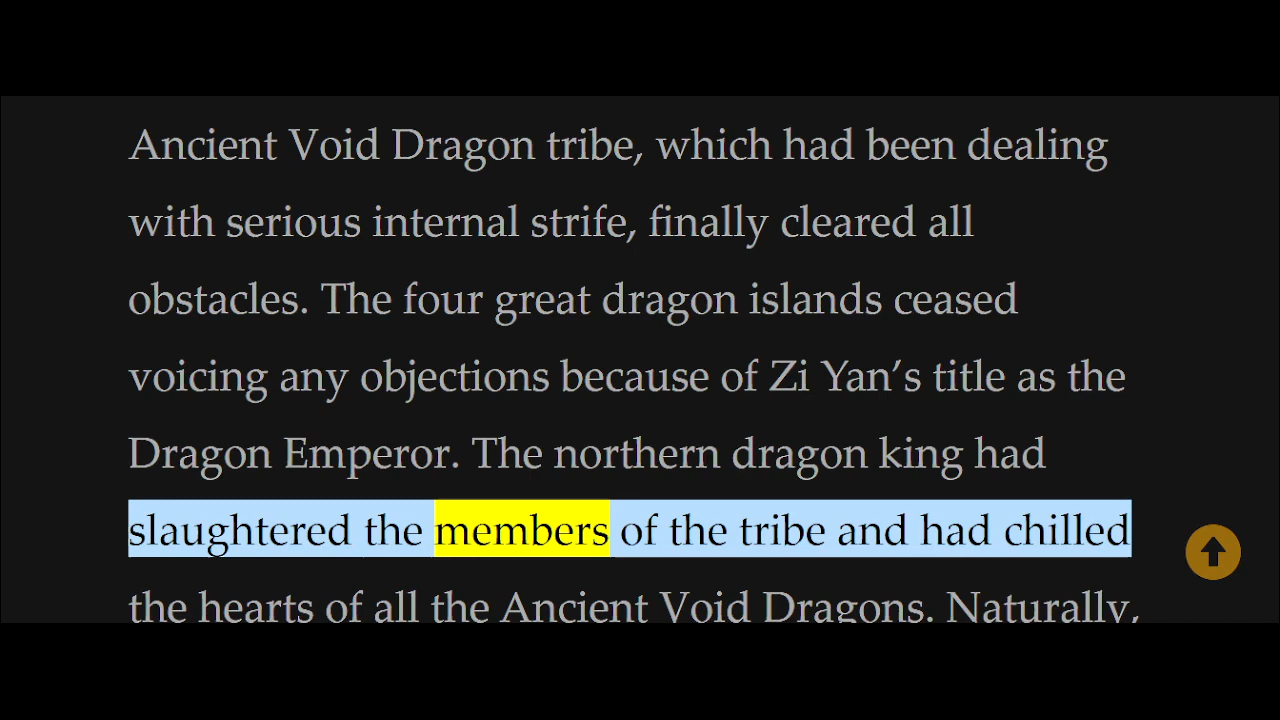 Ancient Void Dragon tribe, which had been dealing
with serious internal strife, finally cleared all
obstacles. The four great dragon islands ceased
voicing any objections because of Zi Yan’s title as the
Dragon Emperor. The northern dragon king had
slaughtered the members of the tribe and had chilled
the hearts of all the Ancient Void Dragons. Naturally,